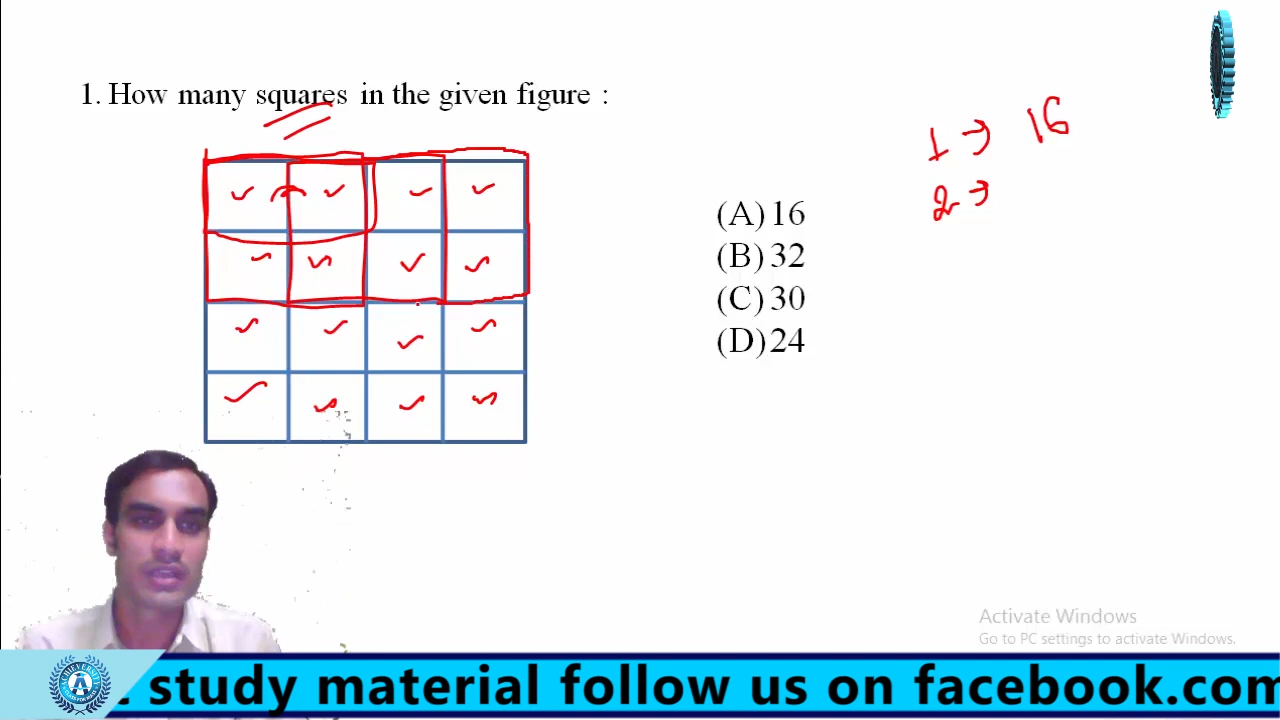 1. How many squares in the given figure :
1 → 16
2 →
(A) 16
(B) 32
(C) 30
(D) 24
Activate Windows
Go to PC settings to activate Windows.
study material follow us on facebook.com